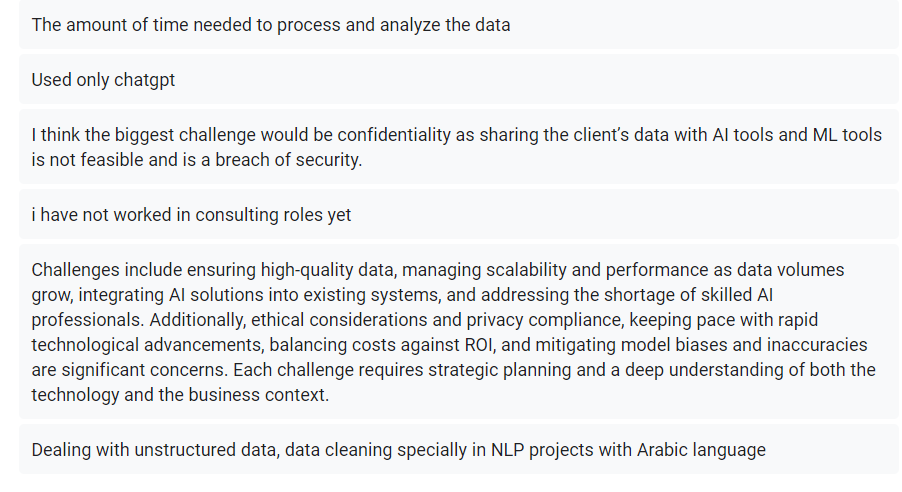 The amount of time needed to process and analyze the data
Used only chatgpt
I think the biggest challenge would be confidentiality as sharing the client’s data with AI tools and ML tools
is not feasible and is a breach of security.
i have not worked in consulting roles yet
Challenges include ensuring high-quality data, managing scalability and performance as data volumes
grow, integrating AI solutions into existing systems, and addressing the shortage of skilled AI
professionals. Additionally, ethical considerations and privacy compliance, keeping pace with rapid
technological advancements, balancing costs against ROI, and mitigating model biases and inaccuracies
are significant concerns. Each challenge requires strategic planning and a deep understanding of both the
technology and the business context.
Dealing with unstructured data, data cleaning specially in NLP projects with Arabic language